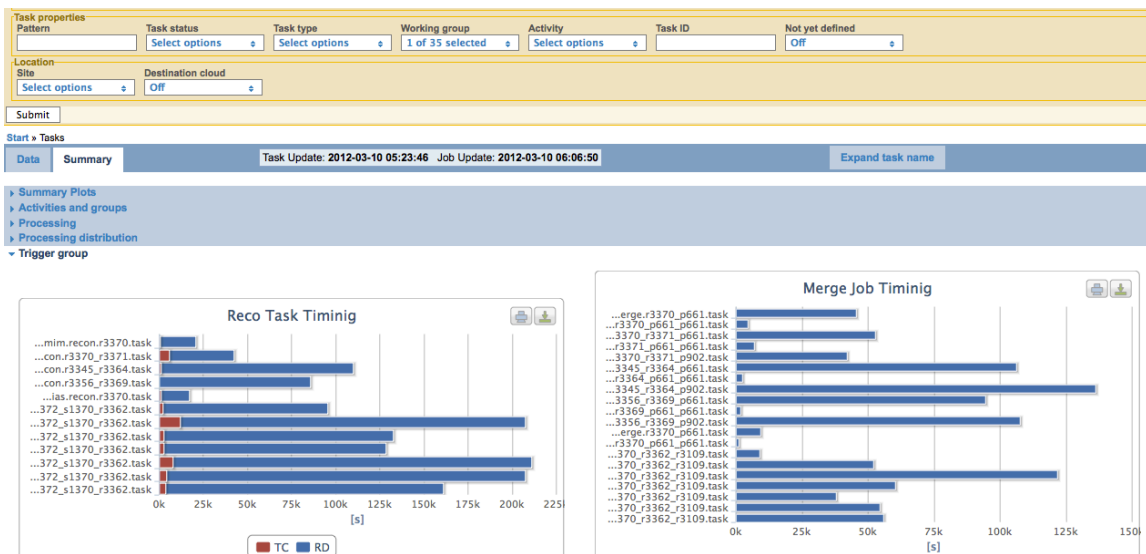 Task properties
Pattern Task status Task type Working group Activity Task ID Not yet defined
Select options Select options 1 of 35 selected Select options Off
Location
Site Destination cloud
Select options Off
Submit
Start » Tasks
Data Summary Task Update: 2012-03-10 05:23:46 Job Update: 2012-03-10 06:06:50 Expand task name
Summary Plots
Activities and groups
Processing
Processing distribution
Trigger group
Reco Task Timinig
...mim.recon.r3370.task
...con.r3370_r3371.task
...con.r3345_r3364.task
...con.r3356_r3369.task
...ias.recon.r3370.task
...372_s1370_r3362.task
...372_s1370_r3362.task
...372_s1370_r3362.task
...372_s1370_r3362.task
...372_s1370_r3362.task
...372_s1370_r3362.task
...372_s1370_r3362.task
0k 25k 50k 75k 100k 125k 150k 175k 200k 225k
[s]
TC RD
Merge Job Timinig
...erge.r3370_p661.task
...r3370_p661_p661.task
...3370_r3371_p661.task
...r3371_p661_p661.task
...3370_r3371_p902.task
...3345_r3364_p661.task
...r3364_p661_p661.task
...3345_r3364_p902.task
...3356_r3369_p661.task
...r3369_p661_p661.task
...3356_r3369_p902.task
...erge.r3370_p661.task
...r3370_p661_p661.task
...370_r3362_r3109.task
...370_r3362_r3109.task
...370_r3362_r3109.task
...370_r3362_r3109.task
...370_r3362_r3109.task
...370_r3362_r3109.task
...370_r3362_r3109.task
0k 25k 50k 75k 100k 125k 150k
[s]